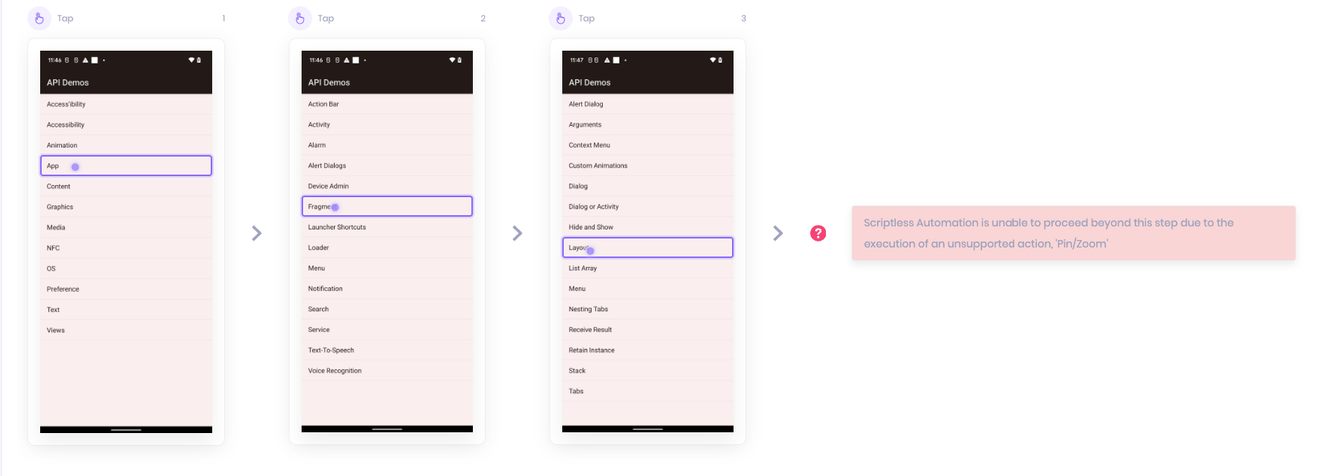 Tap 1
11:46
API Demos
Access'ibility
Accessibility
Animation
App
Content
Graphics
Media
NFC
OS
Preference
Text
Views
Tap 2
11:46
API Demos
Action Bar
Activity
Alarm
Alert Dialogs
Device Admin
Fragme
Launcher Shortcuts
Loader
Menu
Notification
Search
Service
Text-To-Speech
Voice Recognition
Tap 3
11:47
API Demos
Alert Dialog
Arguments
Context Menu
Custom Animations
Dialog
Dialog or Activity
Hide and Show
Layou
List Array
Menu
Nesting Tabs
Receive Result
Retain Instance
Stack
Tabs
?
Scriptless Automation is unable to proceed beyond this step due to the
execution of an unsupported action, 'Pin/Zoom'